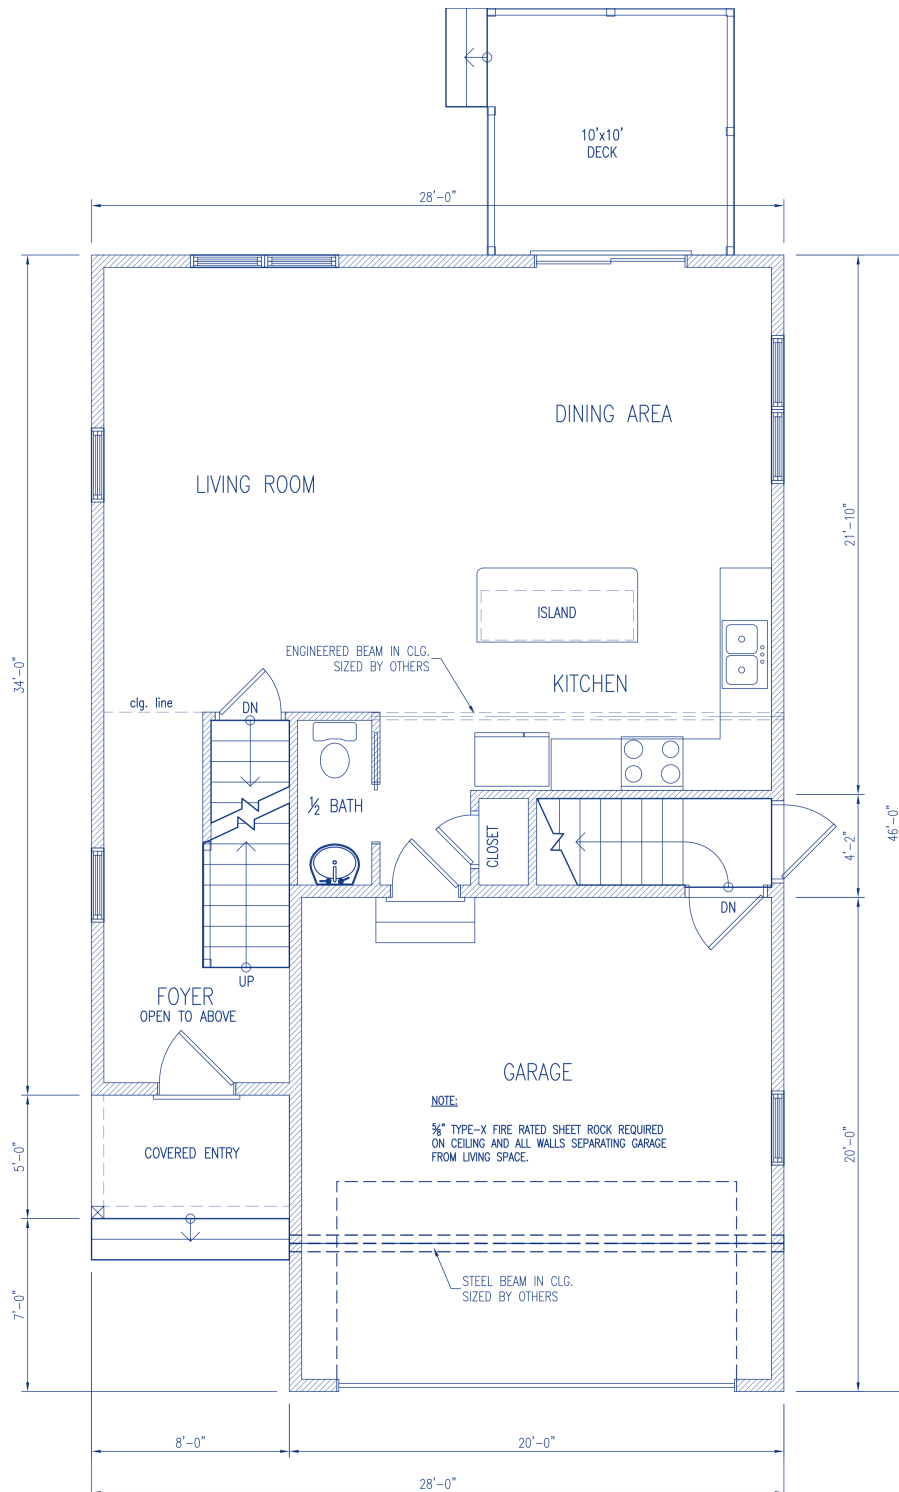 10'x10'
DECK
28'-0"
DINING AREA
LIVING ROOM
21'-10"
ISLAND
ENGINEERED BEAM IN CLG.
SIZED BY OTHERS
KITCHEN
34'-0"
clg. line
DN
½ BATH
CLOSET
4'-2"
46'-0"
DN
UP
FOYER
OPEN TO ABOVE
GARAGE
NOTE:
⅝" TYPE-X FIRE RATED SHEET ROCK REQUIRED
ON CEILING AND ALL WALLS SEPARATING GARAGE
FROM LIVING SPACE.
COVERED ENTRY
5'-0"
20'-0"
STEEL BEAM IN CLG.
SIZED BY OTHERS
7'-0"
8'-0"
20'-0"
28'-0"